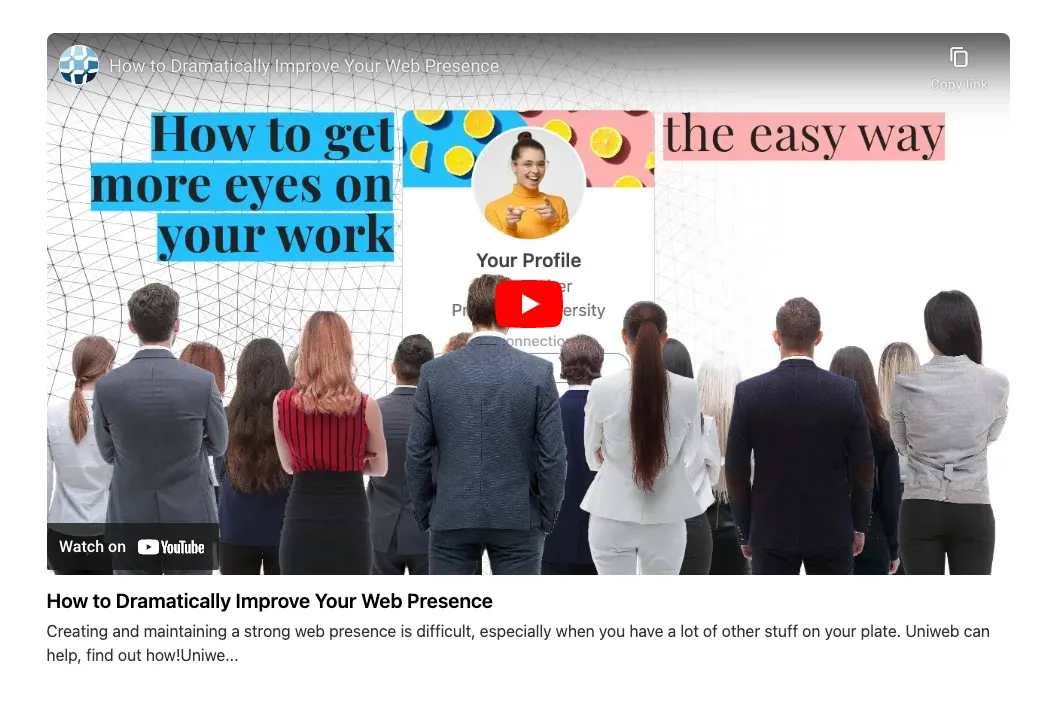 How to Dramatically Improve Your Web Presence
Copy link
How to get
more eyes on
your work
the easy way
Your Profile
Watch on YouTube
How to Dramatically Improve Your Web Presence
Creating and maintaining a strong web presence is difficult, especially when you have a lot of other stuff on your plate. Uniweb can
help, find out how!Uniwe...